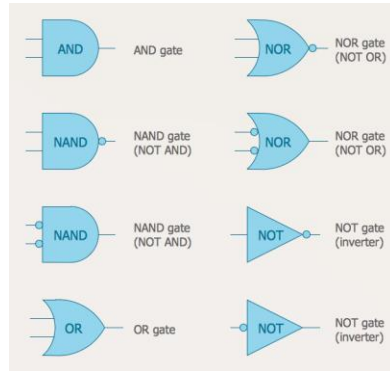 AND
AND gate
NAND
NAND gate
(NOT AND)
NAND
NAND gate
(NOT AND)
OR
OR gate
NOR
NOR gate
(NOT OR)
NOR
NOR gate
(NOT OR)
NOT
NOT gate
(inverter)
NOT
NOT gate
(inverter)